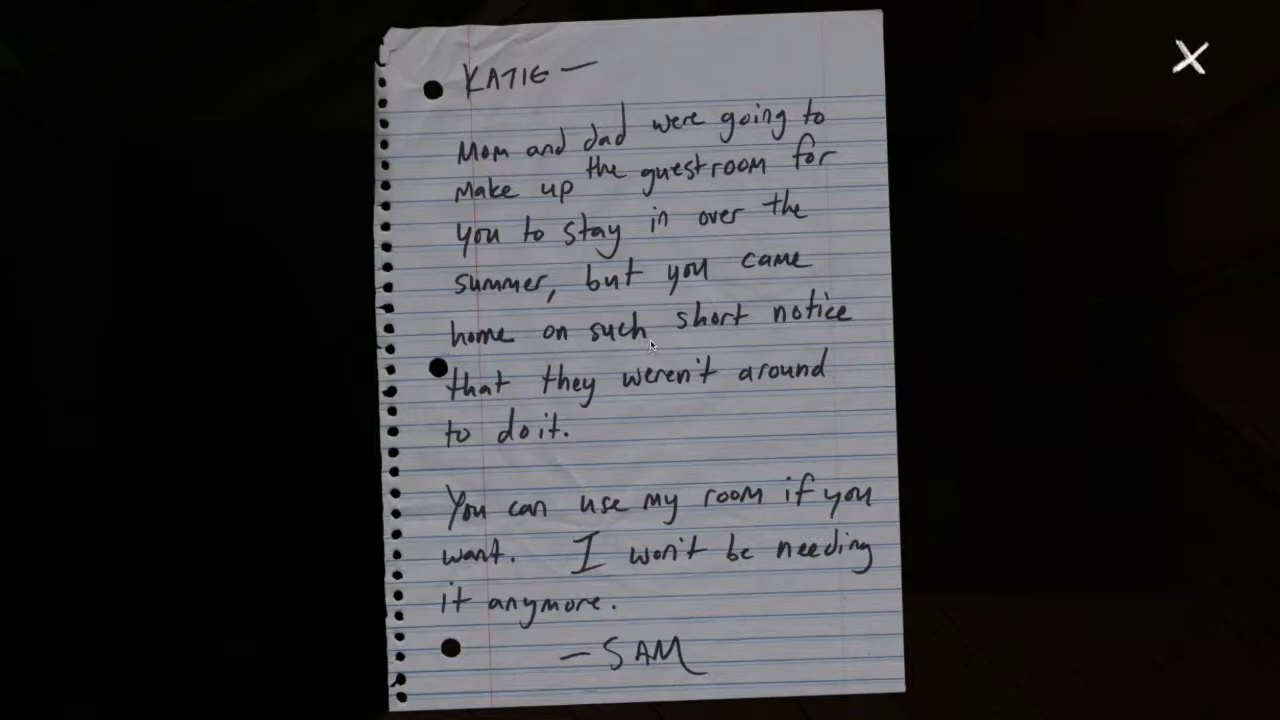 KATIE —
Mom and dad were going to
make up the guestroom for
you to stay in over the
summer, but you came
home on such short notice
that they weren't around
to do it.
You can use my room if you
want. I won't be needing
it anymore.
— SAM